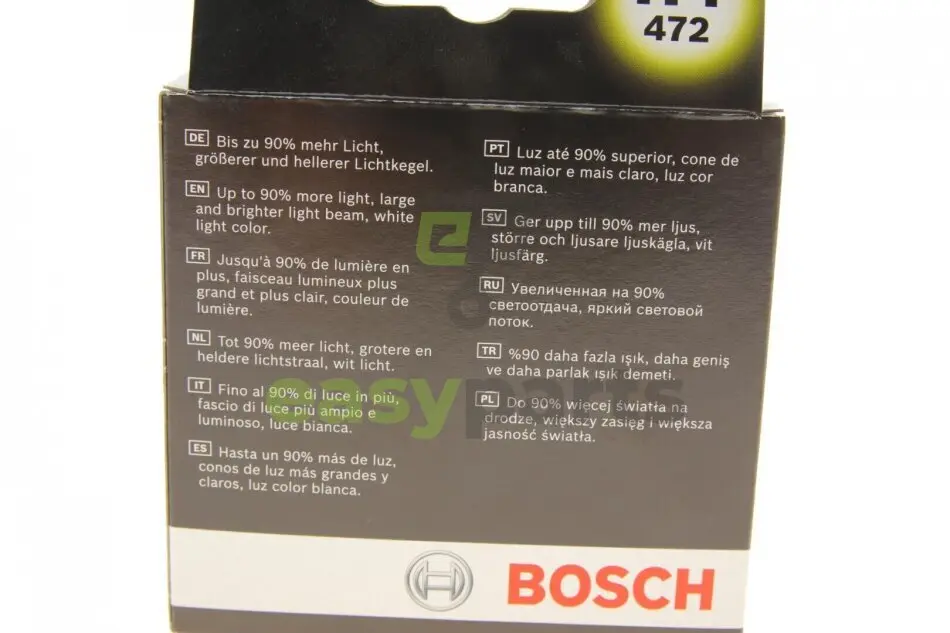 472
DE Bis zu 90% mehr Licht,
größerer und hellerer Lichtkegel.
EN Up to 90% more light, large
and brighter light beam, white
light color.
FR Jusqu'à 90% de lumière en
plus, faisceau lumineux plus
grand et plus clair, couleur de
lumière.
NL Tot 90% meer licht, grotere en
heldere lichtstraal, wit licht.
IT Fino al 90% di luce in più,
fascio di luce più ampio e
luminoso, luce bianca.
ES Hasta un 90% más de luz,
conos de luz más grandes y
claros, luz color blanca.
PT Luz até 90% superior, cone de
luz maior e mais claro, luz cor
branca.
SV Ger upp till 90% mer ljus,
större och ljusare ljuskägla, vit
ljusfärg.
RU Увеличенная на 90%
светоотдача, яркий световой
поток.
TR %90 daha fazla ışık, daha geniş
ve daha parlak ışık demeti.
PL Do 90% więcej światła na
drodze, większy zasięg i większa
jasność światła.
easyparts
BOSCH